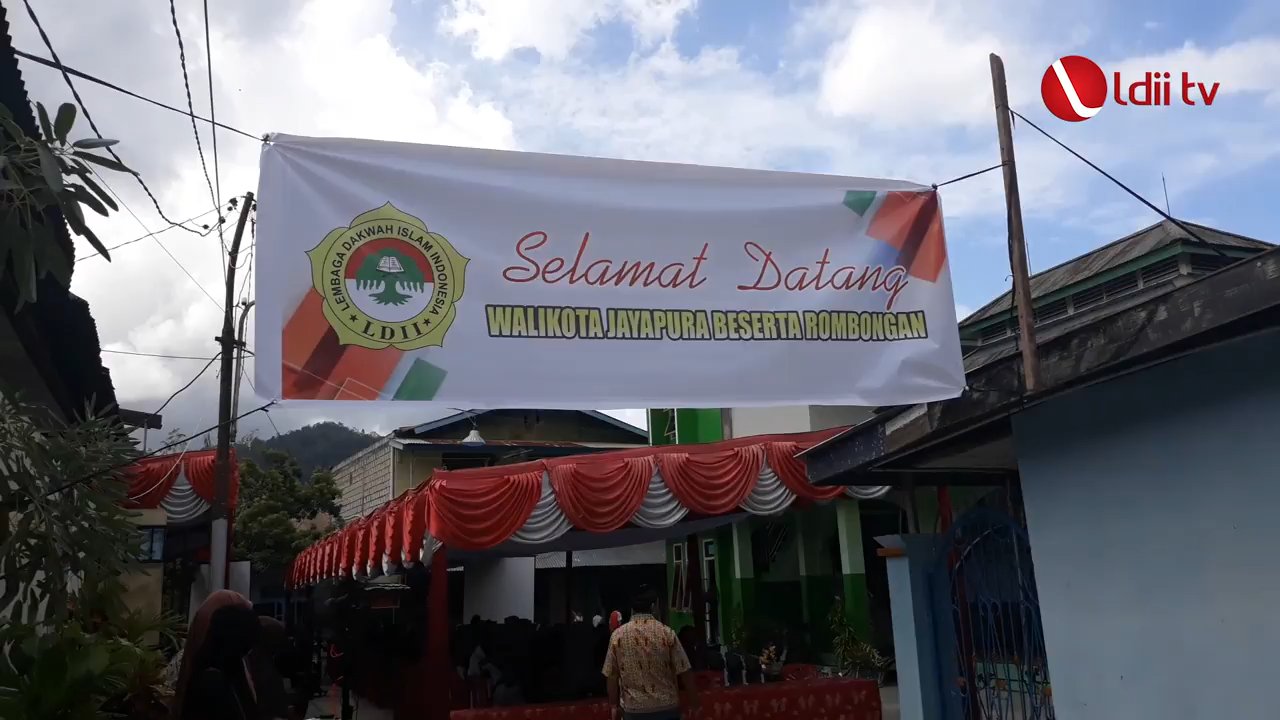 ldii tv
LEMBAGA DAKWAH ISLAM INDONESIA
LDII
Selamat Datang
WALIKOTA JAYAPURA BESERTA ROMBONGAN